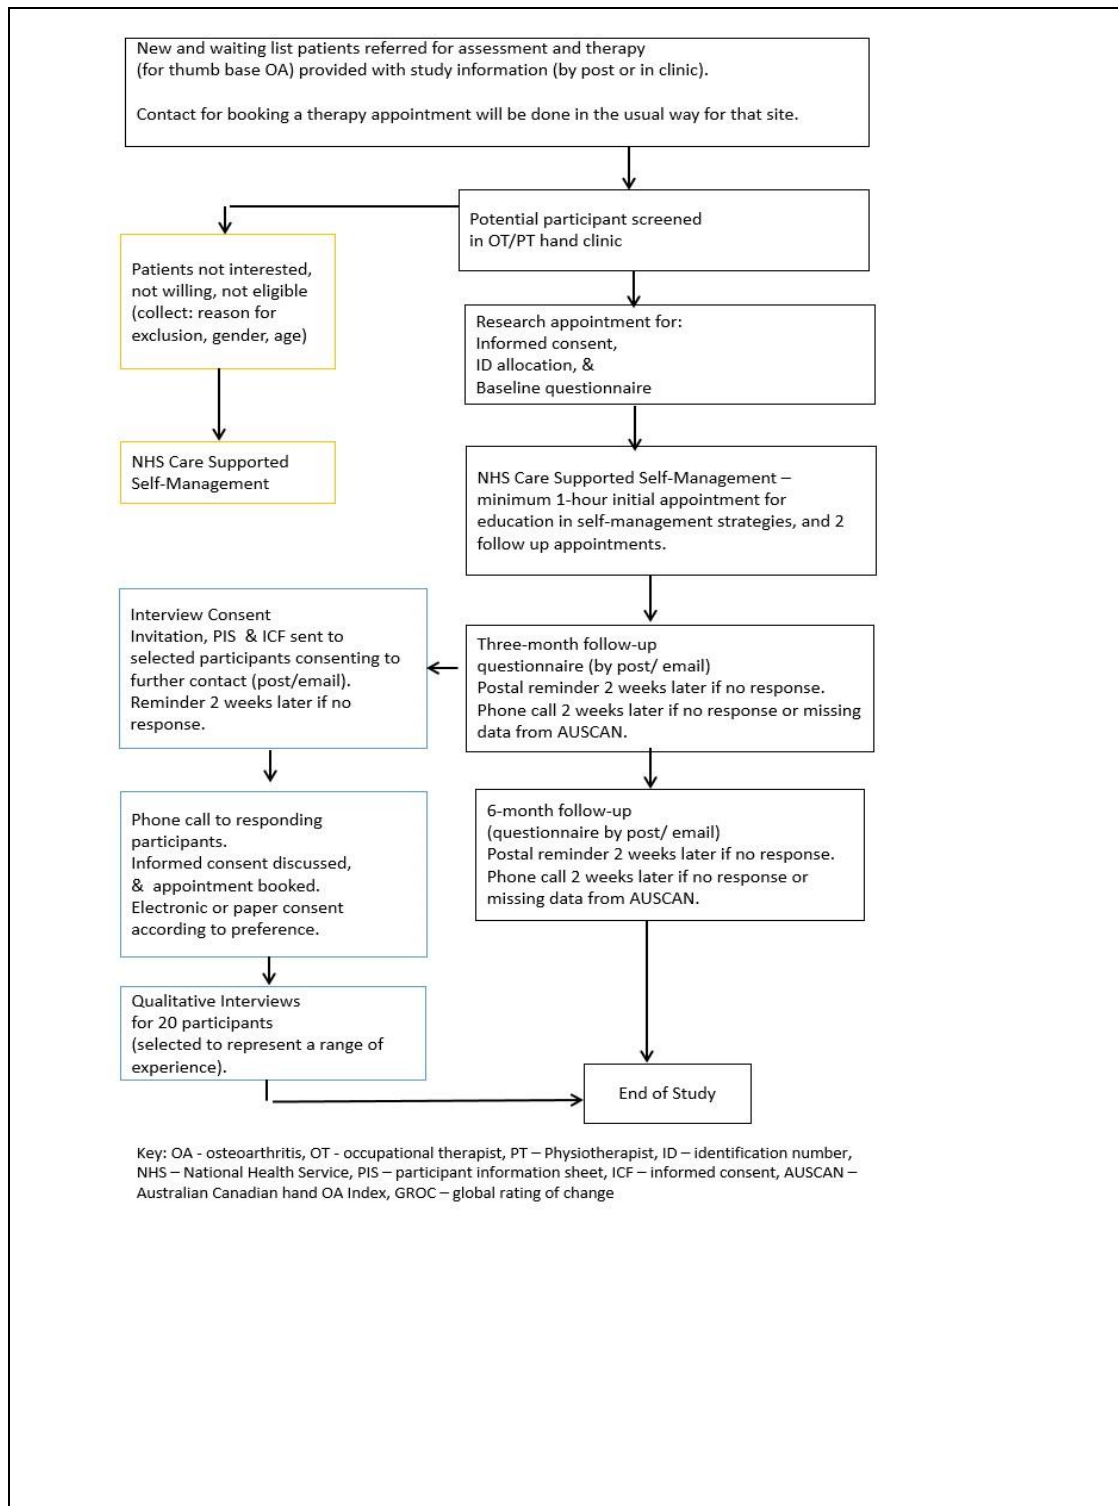 New and waiting list patients referred for assessment and therapy
(for thumb base OA) provided with study information (by post or in clinic).
Contact for booking a therapy appointment will be done in the usual way for that site.
Potential participant screened
in OT/PT hand clinic
Patients not interested,
not willing, not eligible
(collect: reason for
exclusion, gender, age)
NHS Care Supported
Self-Management
Research appointment for:
Informed consent,
ID allocation, &
Baseline questionnaire
NHS Care Supported Self-Management –
minimum 1-hour initial appointment for
education in self-management strategies, and 2
follow up appointments.
Three-month follow-up
questionnaire (by post/ email)
Postal reminder 2 weeks later if no response.
Phone call 2 weeks later if no response or missing
data from AUSCAN.
Interview Consent
Invitation, PIS & ICF sent to
selected participants consenting to
further contact (post/email).
Reminder 2 weeks later if no
response.
Phone call to responding
participants.
Informed consent discussed,
& appointment booked.
Electronic or paper consent
according to preference.
Qualitative Interviews
for 20 participants
(selected to represent a range of
experience).
6-month follow-up
(questionnaire by post/ email)
Postal reminder 2 weeks later if no response.
Phone call 2 weeks later if no response or
missing data from AUSCAN.
End of Study
Key: OA - osteoarthritis, OT - occupational therapist, PT – Physiotherapist, ID – identification number,
NHS – National Health Service, PIS – participant information sheet, ICF – informed consent, AUSCAN –
Australian Canadian hand OA Index, GROC – global rating of change